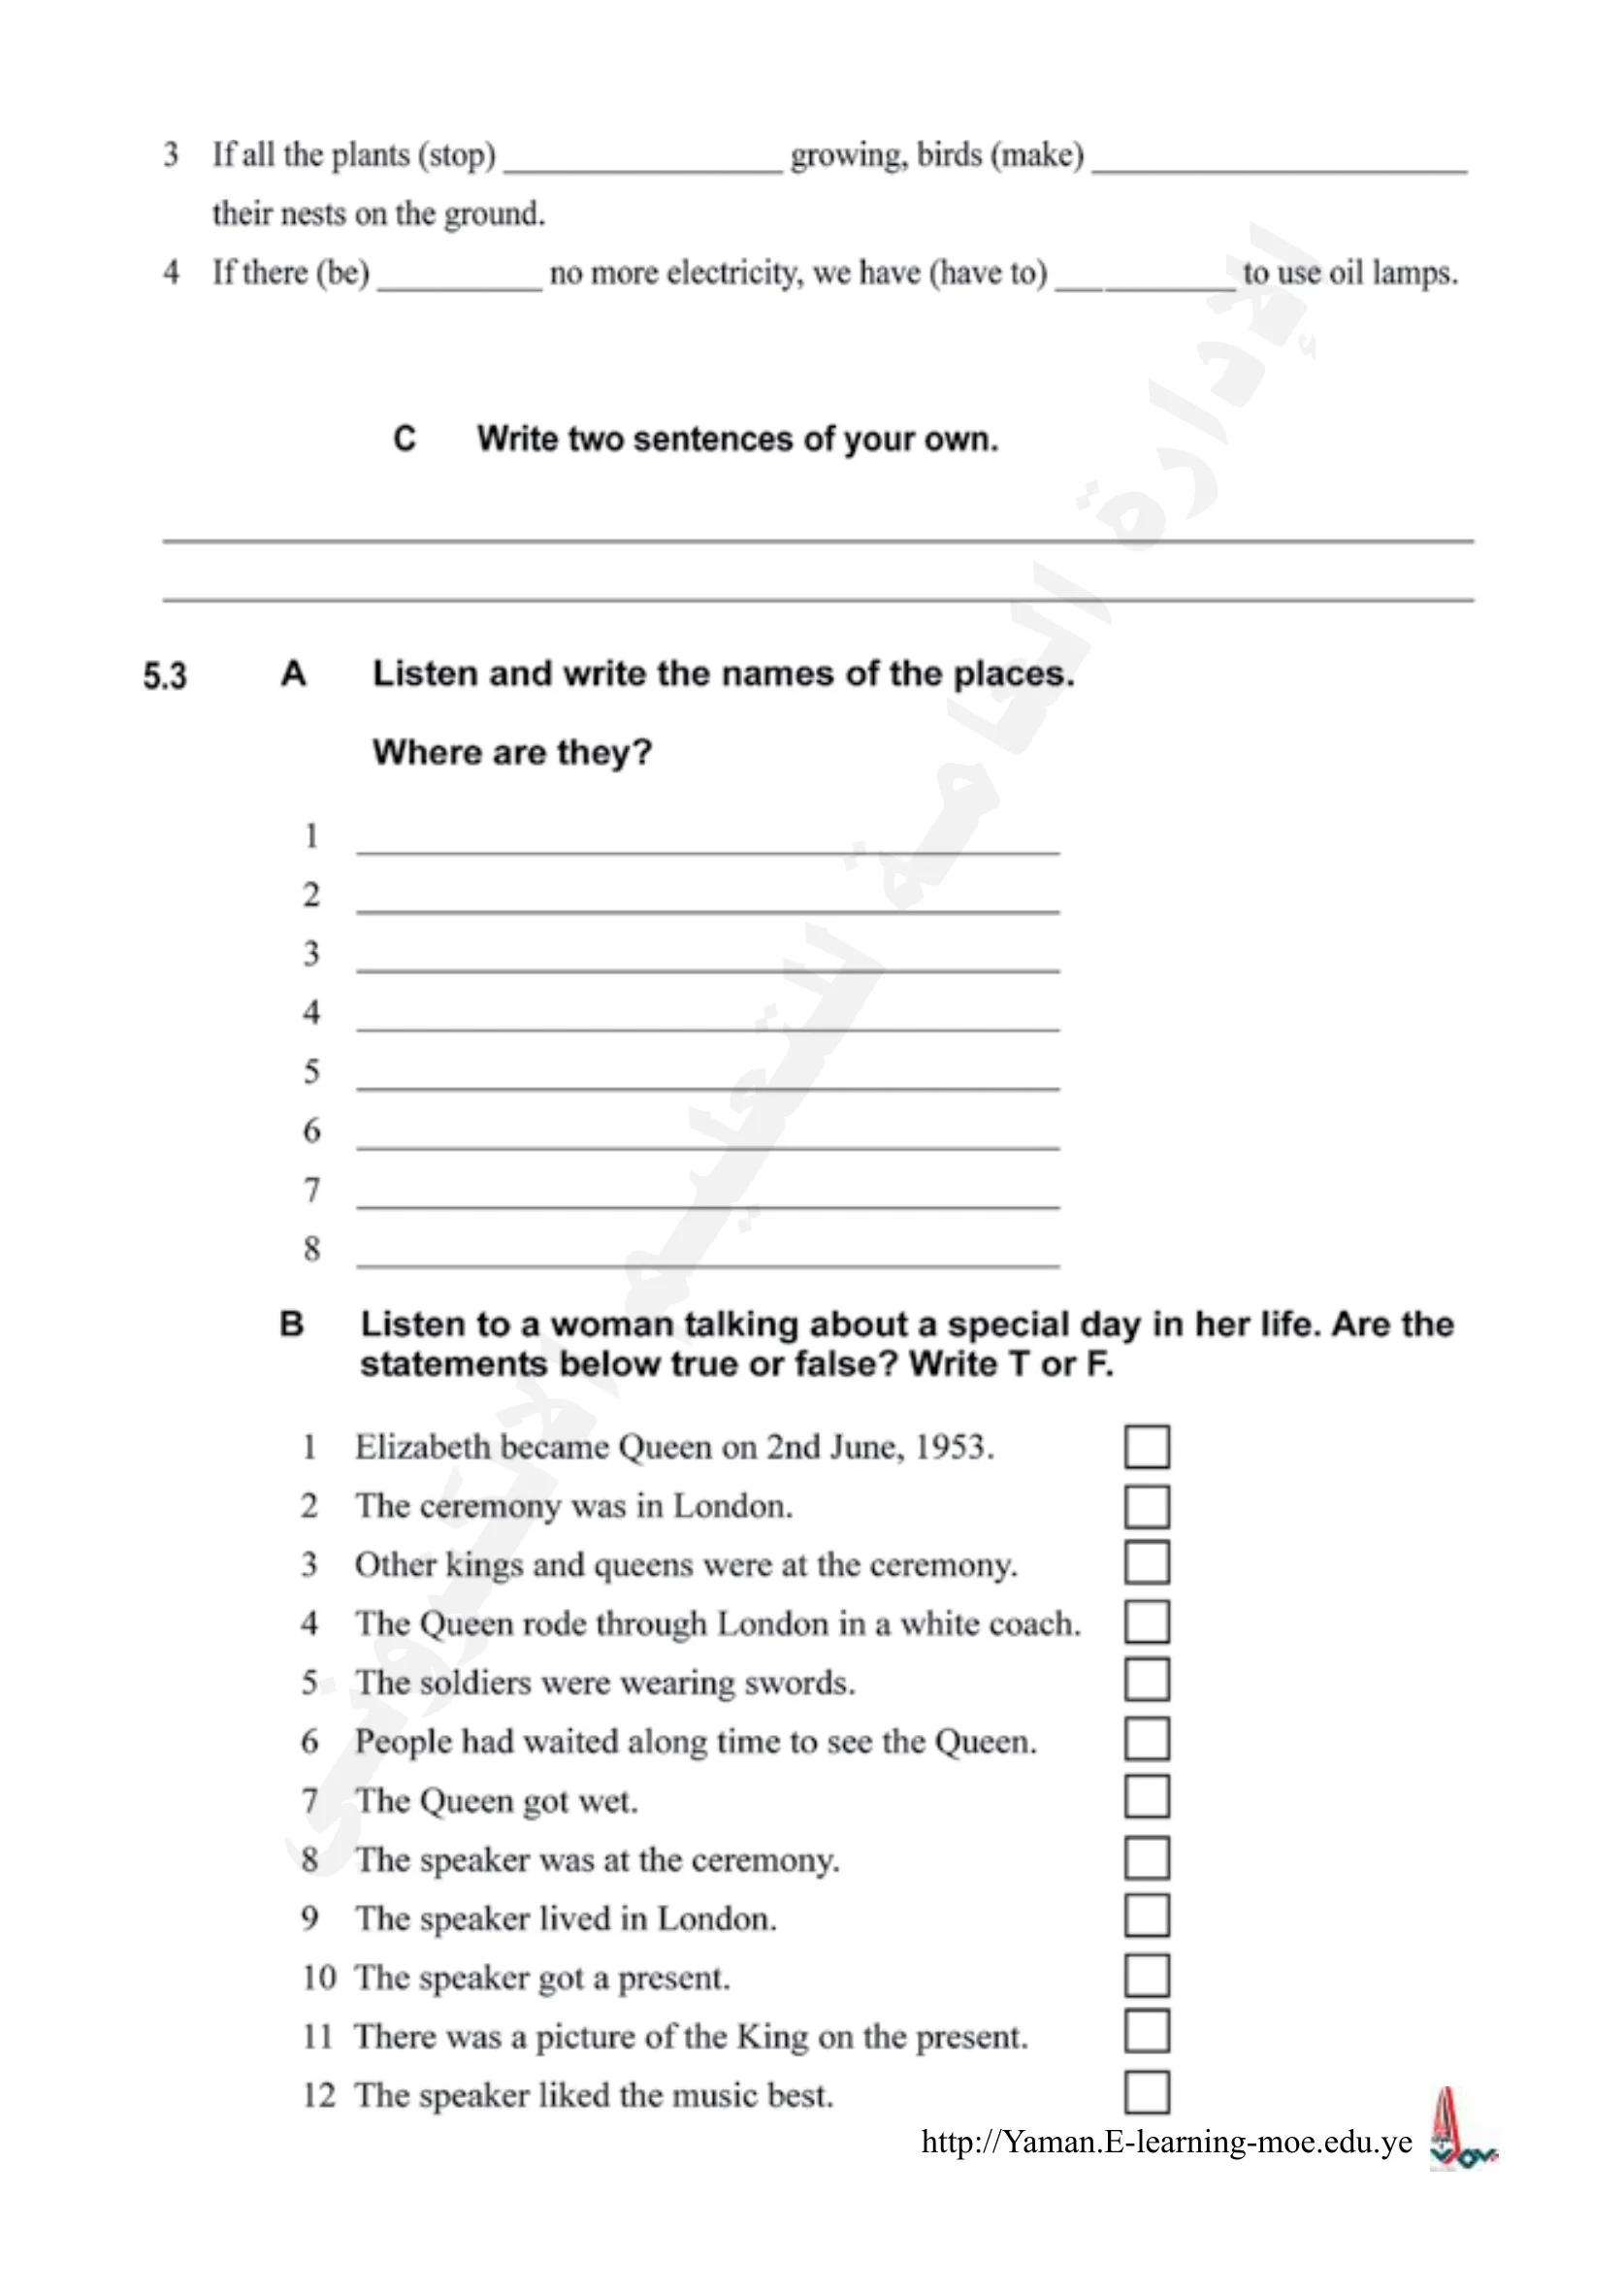 3 If all the plants (stop) ________________ growing, birds (make) ______________________
their nests on the ground.
4 If there (be) __________ no more electricity, we have (have to) ___________ to use oil lamps.
C Write two sentences of your own.
5.3 A Listen and write the names of the places.
Where are they?
1
2
3
4
5
6
7
8
B Listen to a woman talking about a special day in her life. Are the
statements below true or false? Write T or F.
1 Elizabeth became Queen on 2nd June, 1953.
2 The ceremony was in London.
3 Other kings and queens were at the ceremony.
4 The Queen rode through London in a white coach.
5 The soldiers were wearing swords.
6 People had waited along time to see the Queen.
7 The Queen got wet.
8 The speaker was at the ceremony.
9 The speaker lived in London.
10 The speaker got a present.
11 There was a picture of the King on the present.
12 The speaker liked the music best.
http://Yaman.E-learning-moe.edu.ye
الإدارة العامة للتعليم الإلكتروني